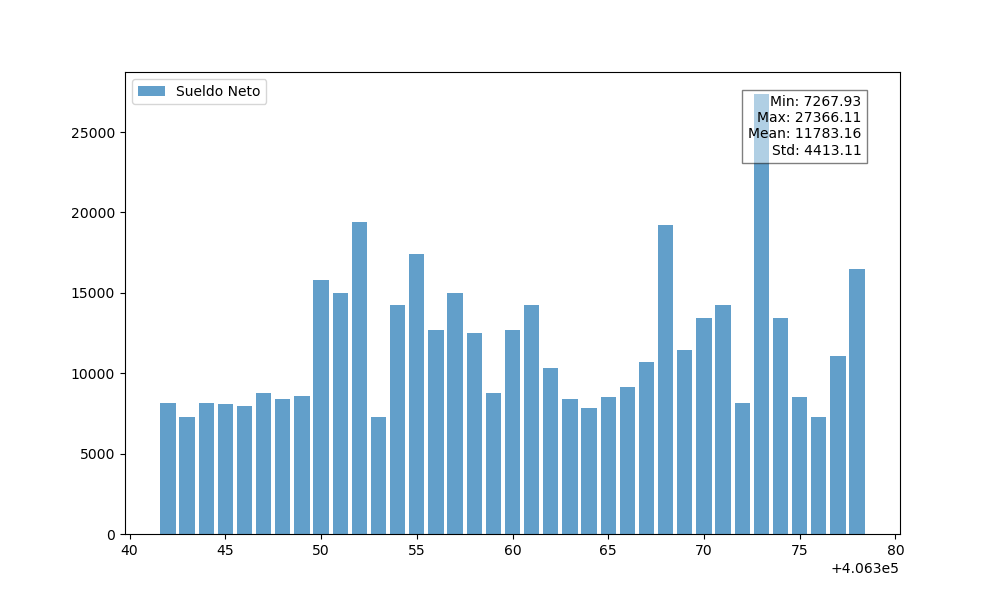 Sueldo Neto
Min: 7267.93
Max: 27366.11
Mean: 11783.16
Std: 4413.11
25000
20000
15000
10000
5000
0
40 45 50 55 60 65 70 75 80
+4.063e5